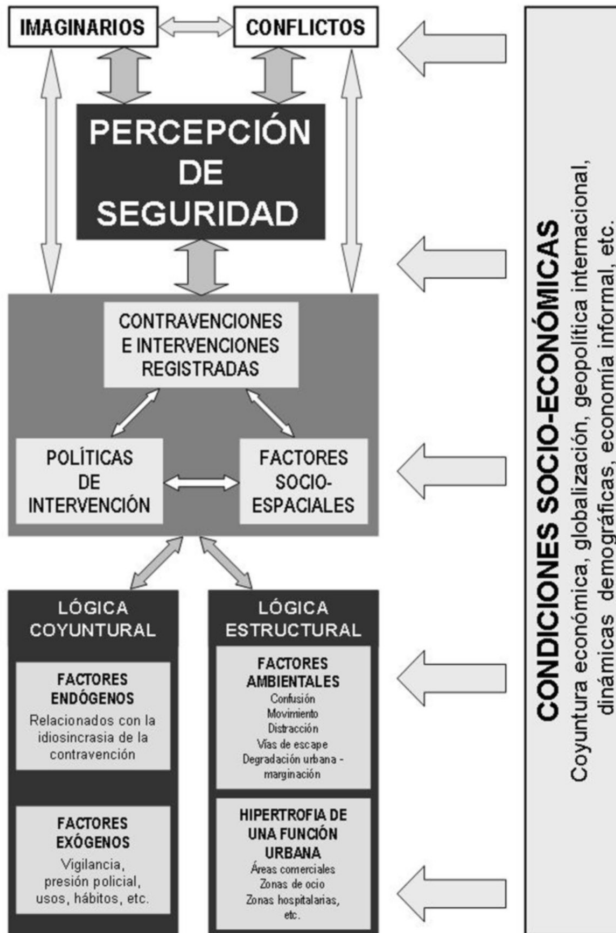 IMAGINARIOS
CONFLICTOS
PERCEPCIÓN
DE
SEGURIDAD
CONTRAVENCIONES
E INTERVENCIONES
REGISTRADAS
POLÍTICAS
DE
INTERVENCIÓN
FACTORES
SOCIO-
ESPACIALES
LÓGICA
COYUNTURAL
FACTORES
ENDÓGENOS
Relacionados con la
idiosincrasia de la
contravención
FACTORES
EXÓGENOS
Vigilancia,
presión policial,
usos, hábitos, etc.
LÓGICA
ESTRUCTURAL
FACTORES
AMBIENTALES
Confusión
Movimiento
Distracción
Vías de escape
Degradación urbana -
marginación
HIPERTROFIA DE
UNA FUNCIÓN
URBANA
Áreas comerciales
Zonas de ocio
Zonas hospitalarias,
etc.
CONDICIONES SOCIO-ECONÓMICAS
Coyuntura económica, globalización, geopolítica internacional,
dinámicas demográficas, economía informal, etc.